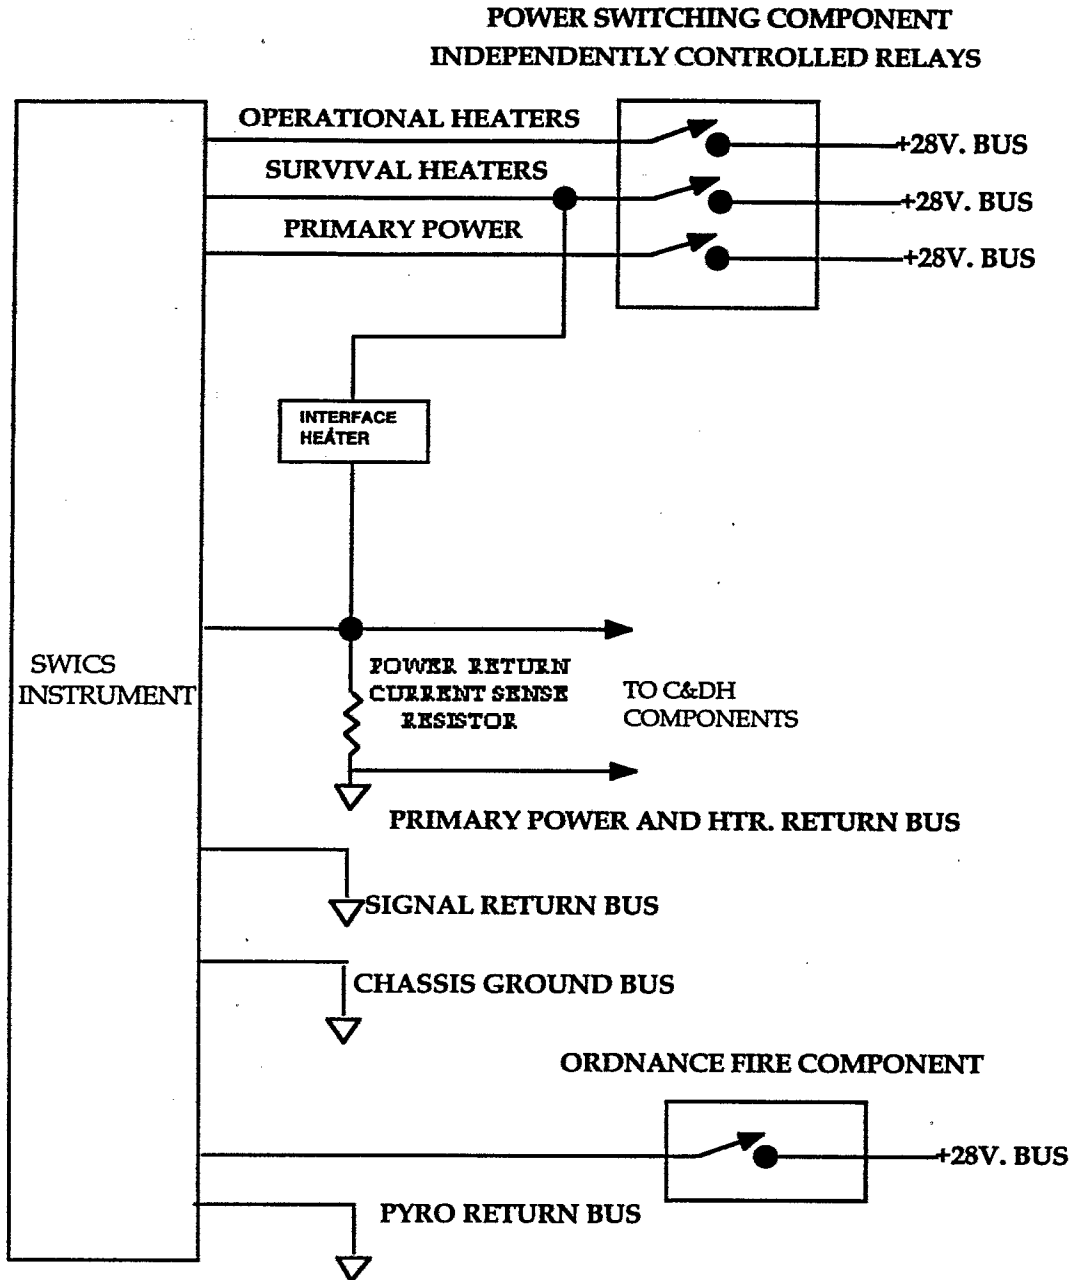 POWER SWITCHING COMPONENT
INDEPENDENTLY CONTROLLED RELAYS
OPERATIONAL HEATERS
+28V. BUS
SURVIVAL HEATERS
+28V. BUS
PRIMARY POWER
+28V. BUS
INTERFACE
HEATER
SWICS
INSTRUMENT
POWER RETURN
CURRENT SENSE
RESISTOR
TO C&DH
COMPONENTS
PRIMARY POWER AND HTR. RETURN BUS
SIGNAL RETURN BUS
CHASSIS GROUND BUS
ORDNANCE FIRE COMPONENT
+28V. BUS
PYRO RETURN BUS